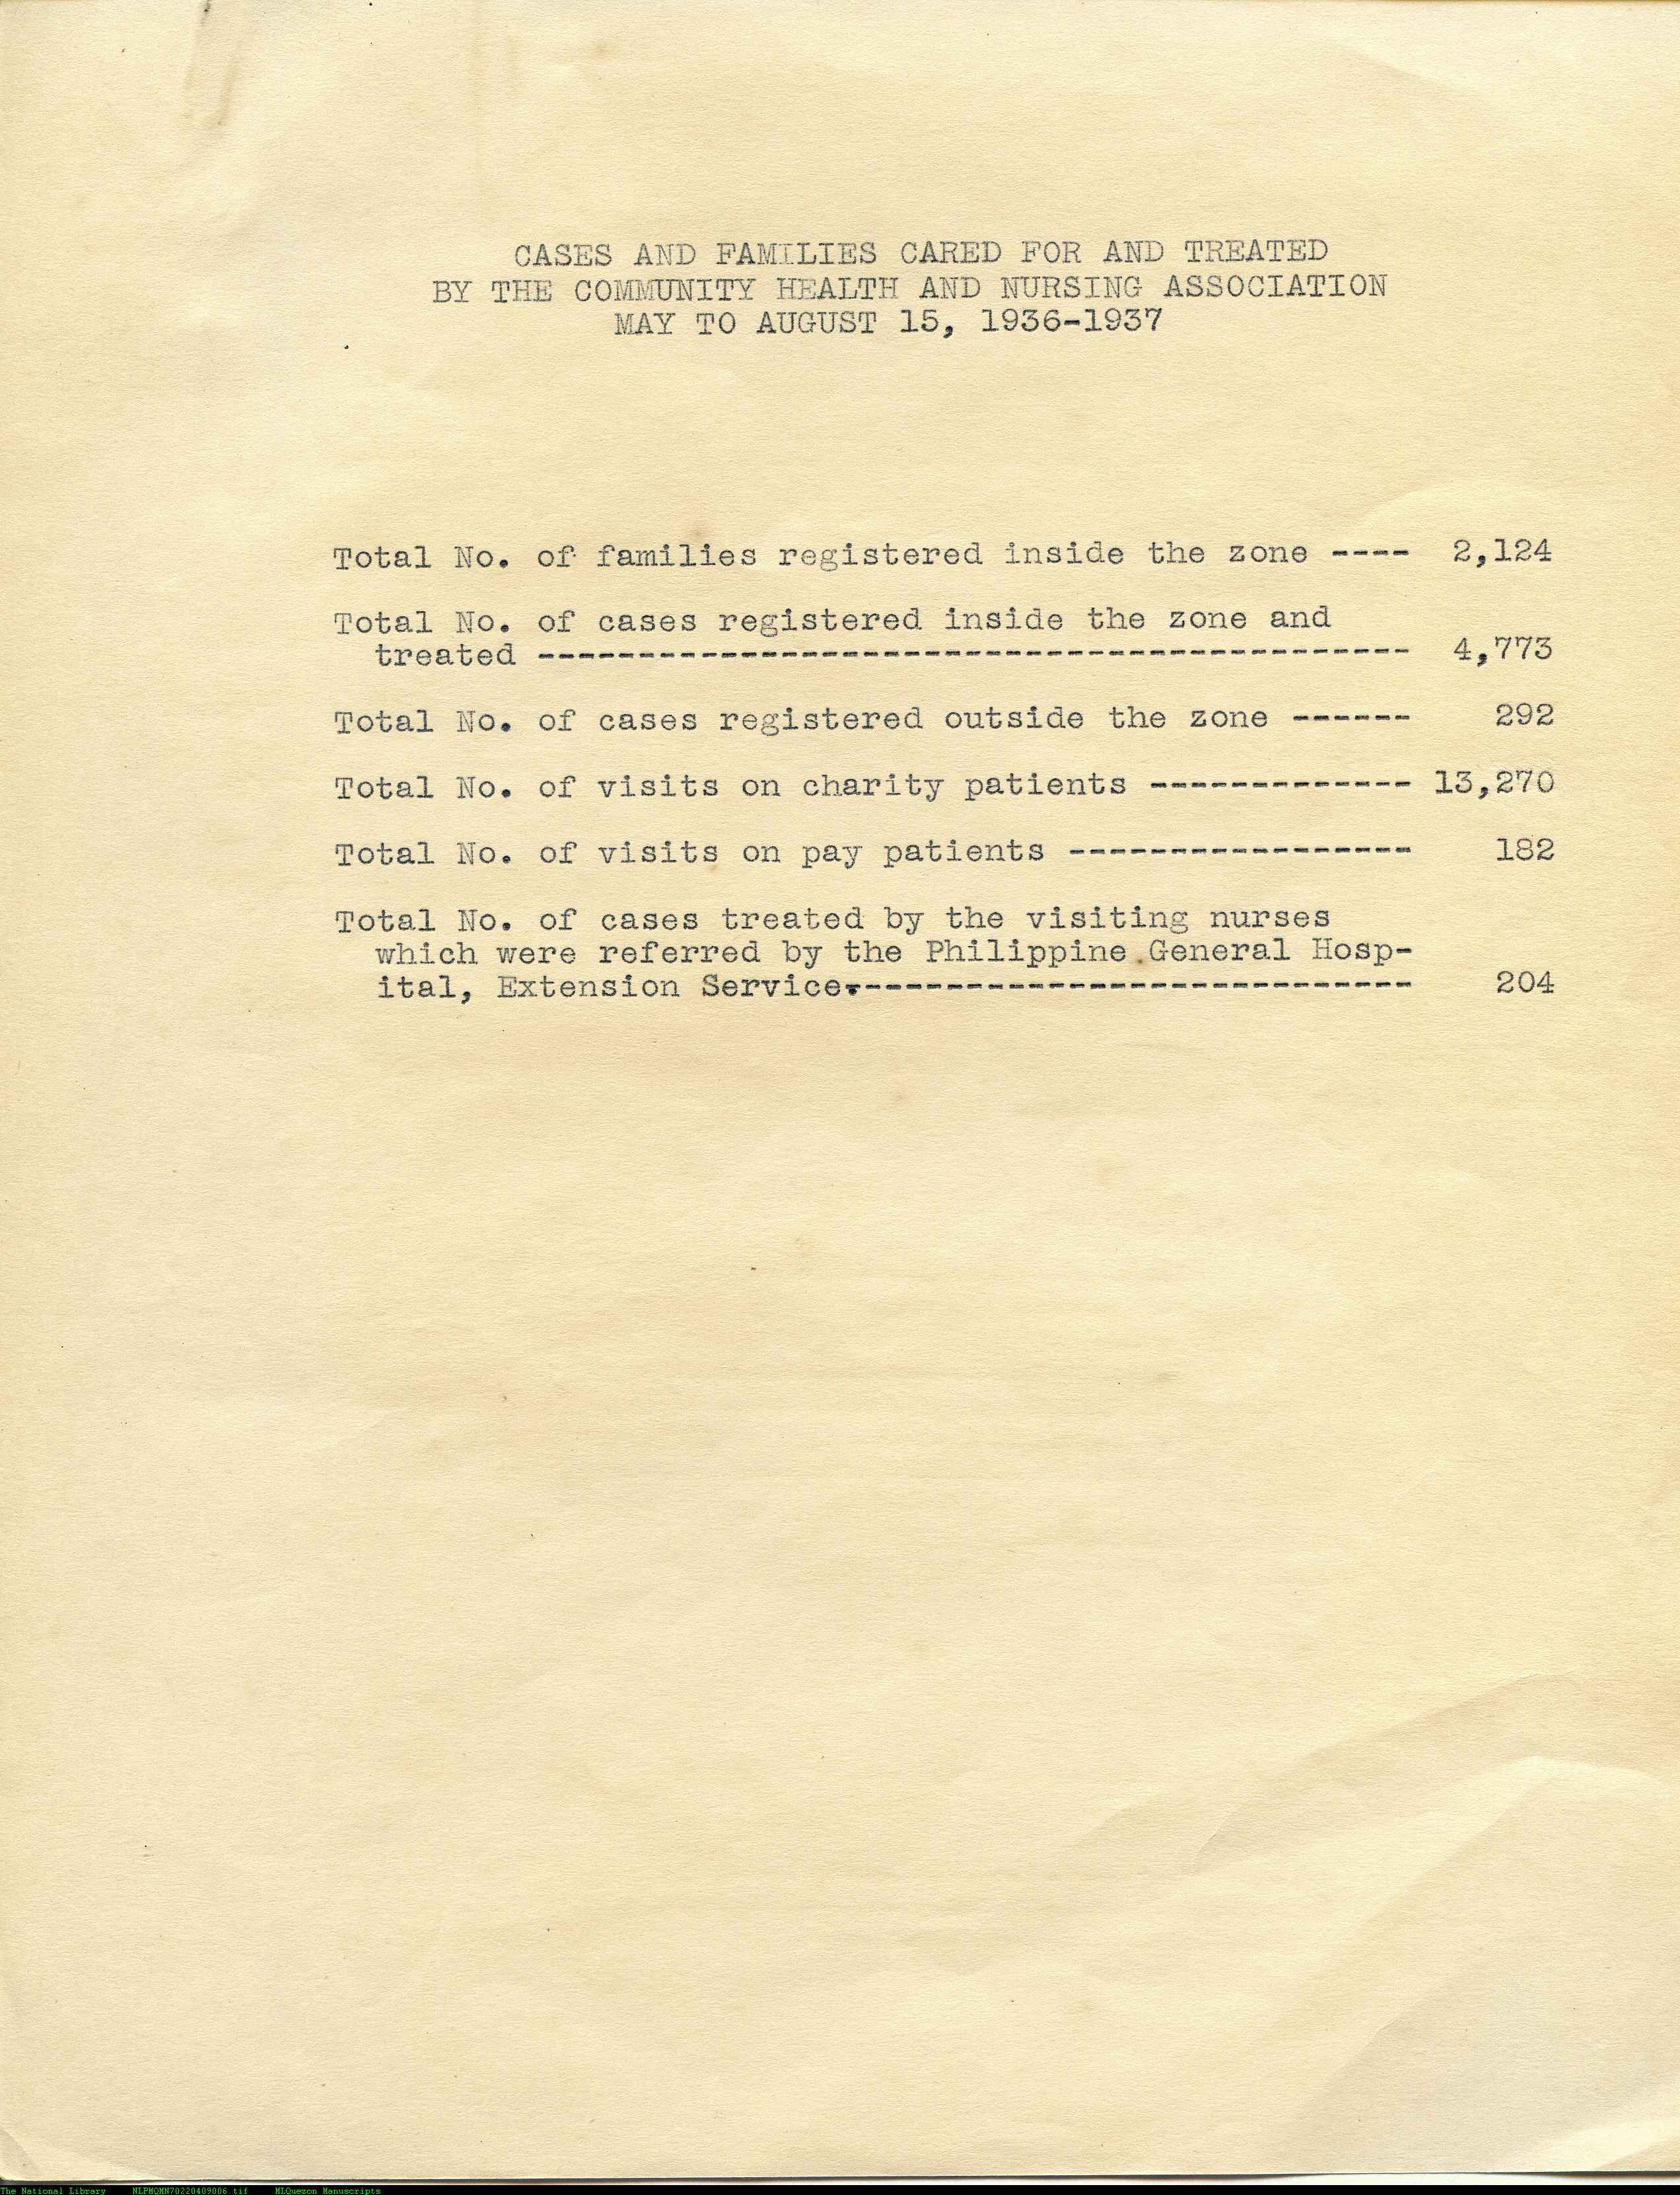 CASES AND FAMILIES CARED FOR AND TREATED
BY THE COMMUNITY HEALTH AND NURSING ASSOCIATION
MAY TO AUGUST 15, 1936-1937
Total No. of families registered inside the zone ---- 2,124
Total No. of cases registered inside the zone and
treated ------------------------------------------- 4,773
Total No. of cases registered outside the zone ------ 292
Total No. of visits on charity patients ------------- 13,270
Total No. of visits on pay patients ----------------- 182
Total No. of cases treated by the visiting nurses
which were referred by the Philippine General Hosp-
ital, Extension Service.--------------------------- 204
The National Library NLPMQMN70220409006.tif MLQuezon Manuscripts